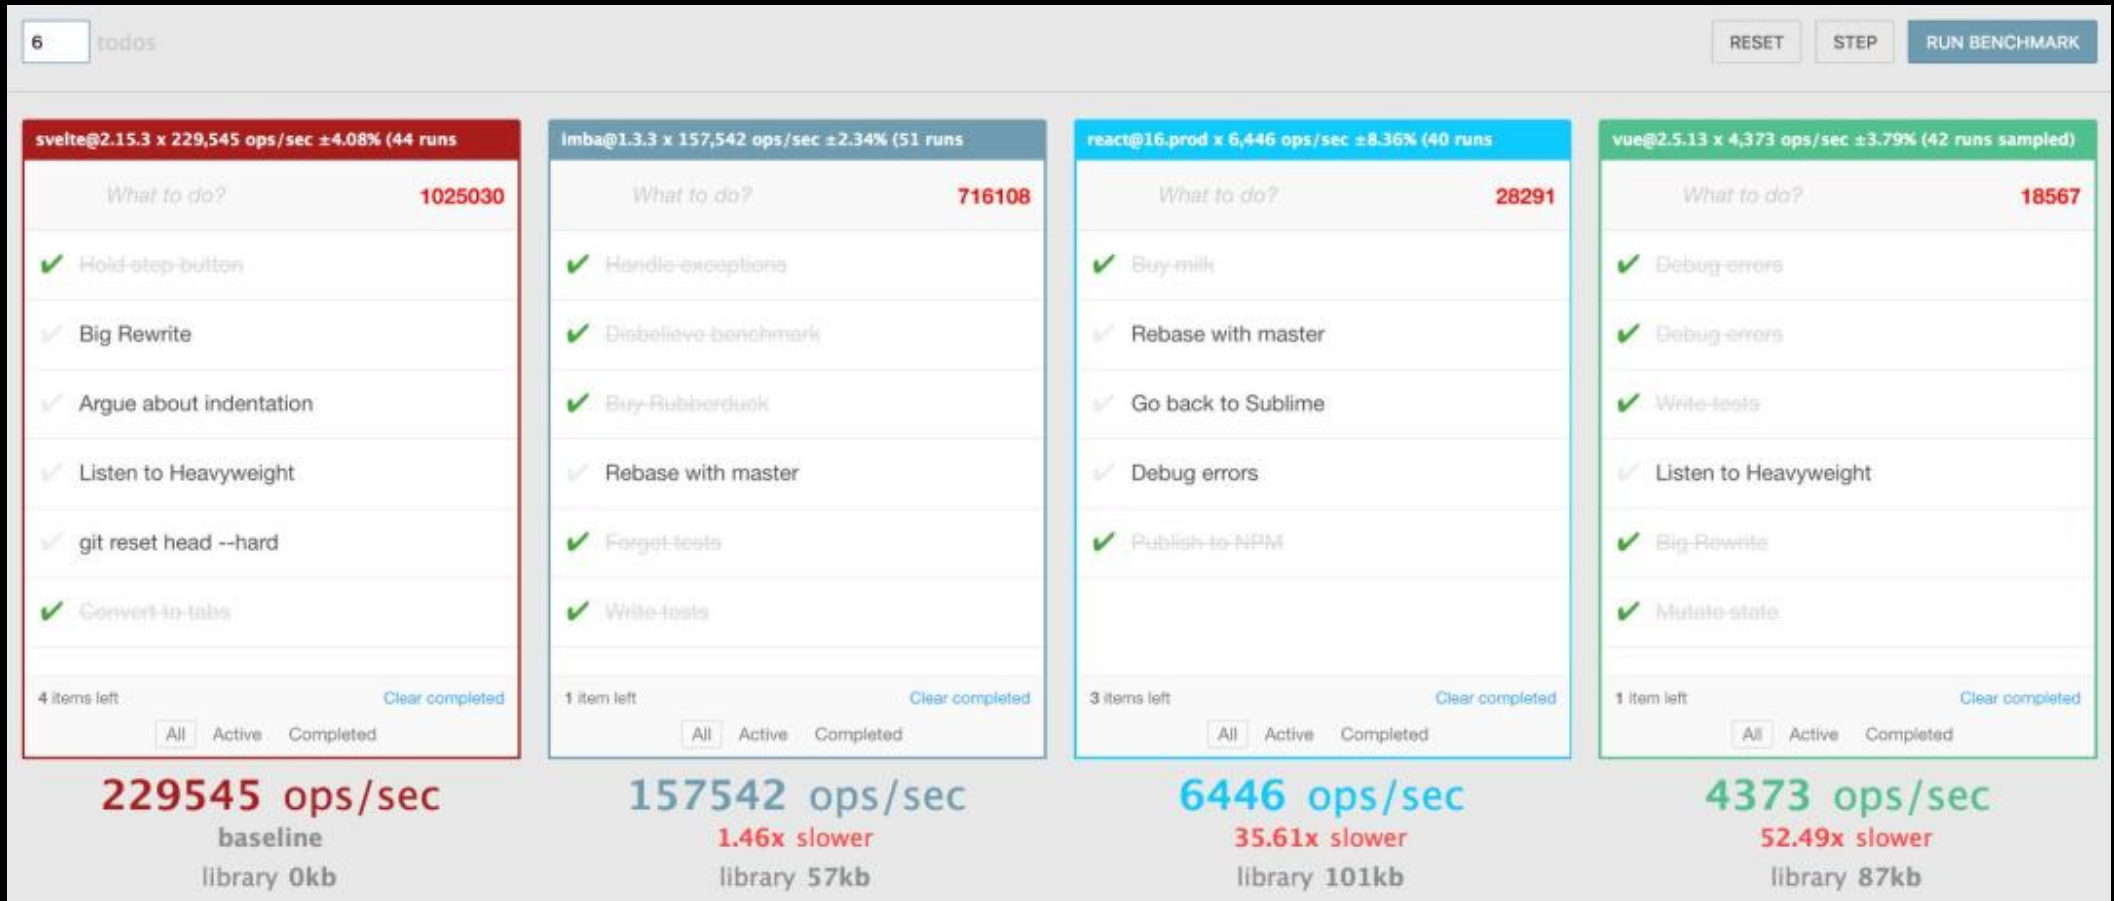 6 todos
RESET STEP RUN BENCHMARK
svelte@2.15.3 x 229,545 ops/sec ±4.08% (44 runs
What to do? 1025030
Hold step button
Big Rewrite
Argue about indentation
Listen to Heavyweight
git reset head --hard
Convert to tabs
4 items left Clear completed
All Active Completed
229545 ops/sec
baseline
library 0kb
imba@1.3.3 x 157,542 ops/sec ±2.34% (51 runs
What to do? 716108
Handle exceptions
Disbelieve benchmark
Buy Rubberduck
Rebase with master
Forget tests
Write tests
1 item left Clear completed
All Active Completed
157542 ops/sec
1.46x slower
library 57kb
react@16.prod x 6,446 ops/sec ±8.36% (40 runs
What to do? 28291
Buy milk
Rebase with master
Go back to Sublime
Debug errors
Publish to NPM
3 items left Clear completed
All Active Completed
6446 ops/sec
35.61x slower
library 101kb
vue@2.5.13 x 4,373 ops/sec ±3.79% (42 runs sampled)
What to do? 18567
Debug errors
Debug errors
Write tests
Listen to Heavyweight
Big Rewrite
Mutate state
1 item left Clear completed
All Active Completed
4373 ops/sec
52.49x slower
library 87kb